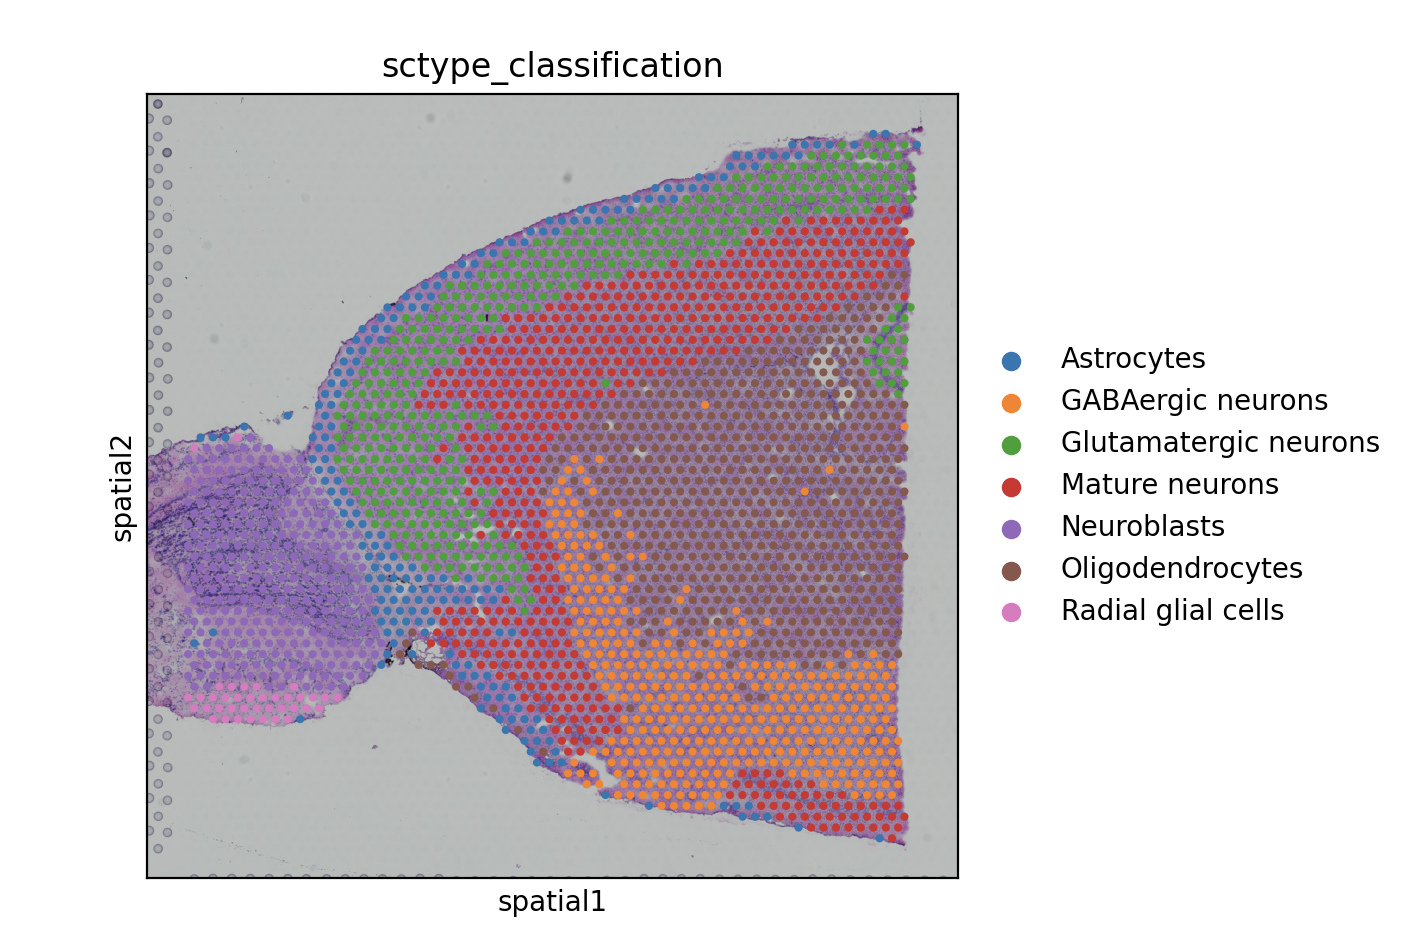 sctype_classification
spatial2
spatial1
Astrocytes
GABAergic neurons
Glutamatergic neurons
Mature neurons
Neuroblasts
Oligodendrocytes
Radial glial cells